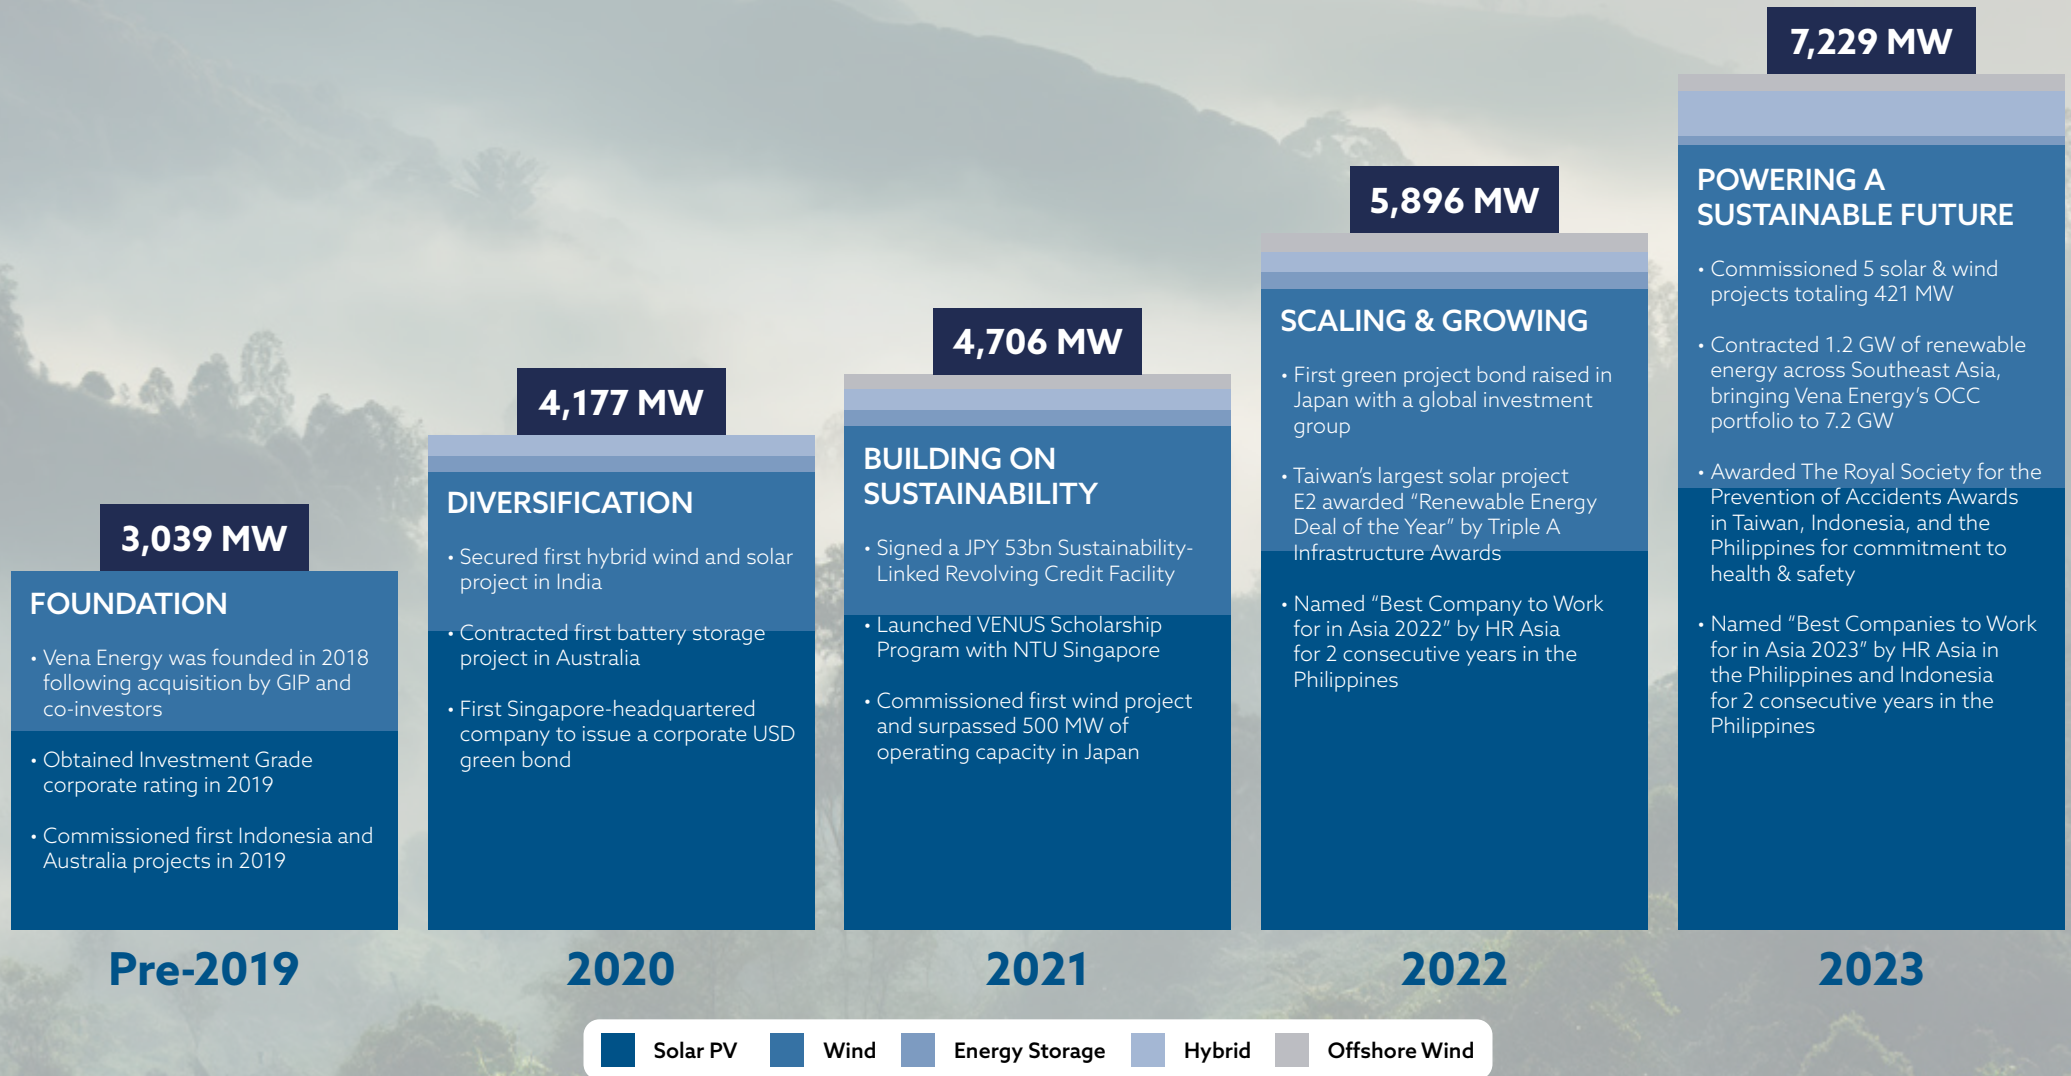 3,039 MW
FOUNDATION
• Vena Energy was founded in 2018
following acquisition by GIP and
co-investors
• Obtained Investment Grade
corporate rating in 2019
• Commissioned first Indonesia and
Australia projects in 2019
Pre-2019
4,177 MW
DIVERSIFICATION
• Secured first hybrid wind and solar
project in India
• Contracted first battery storage
project in Australia
• First Singapore-headquartered
company to issue a corporate USD
green bond
2020
4,706 MW
BUILDING ON
SUSTAINABILITY
• Signed a JPY 53bn Sustainability-
Linked Revolving Credit Facility
• Launched VENUS Scholarship
Program with NTU Singapore
• Commissioned first wind project
and surpassed 500 MW of
operating capacity in Japan
2021
5,896 MW
SCALING & GROWING
• First green project bond raised in
Japan with a global investment
group
• Taiwan's largest solar project
E2 awarded “Renewable Energy
Deal of the Year” by Triple A
Infrastructure Awards
• Named “Best Company to Work
for in Asia 2022” by HR Asia
for 2 consecutive years in the
Philippines
2022
7,229 MW
POWERING A
SUSTAINABLE FUTURE
• Commissioned 5 solar & wind
projects totaling 421 MW
• Contracted 1.2 GW of renewable
energy across Southeast Asia,
bringing Vena Energy's OCC
portfolio to 7.2 GW
• Awarded The Royal Society for the
Prevention of Accidents Awards
in Taiwan, Indonesia, and the
Philippines for commitment to
health & safety
• Named “Best Companies to Work
for in Asia 2023” by HR Asia in
the Philippines and Indonesia
for 2 consecutive years in the
Philippines
2023
Solar PV Wind Energy Storage Hybrid Offshore Wind